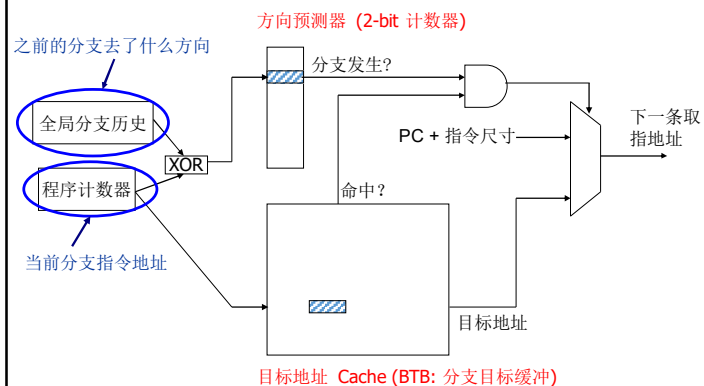 方向预测器 (2-bit 计数器)
之前的分支去了什么方向
分支发生?
全局分支历史
PC + 指令尺寸
下一条取
指地址
XOR
程序计数器
命中？
当前分支指令地址
目标地址
目标地址 Cache (BTB: 分支目标缓冲)